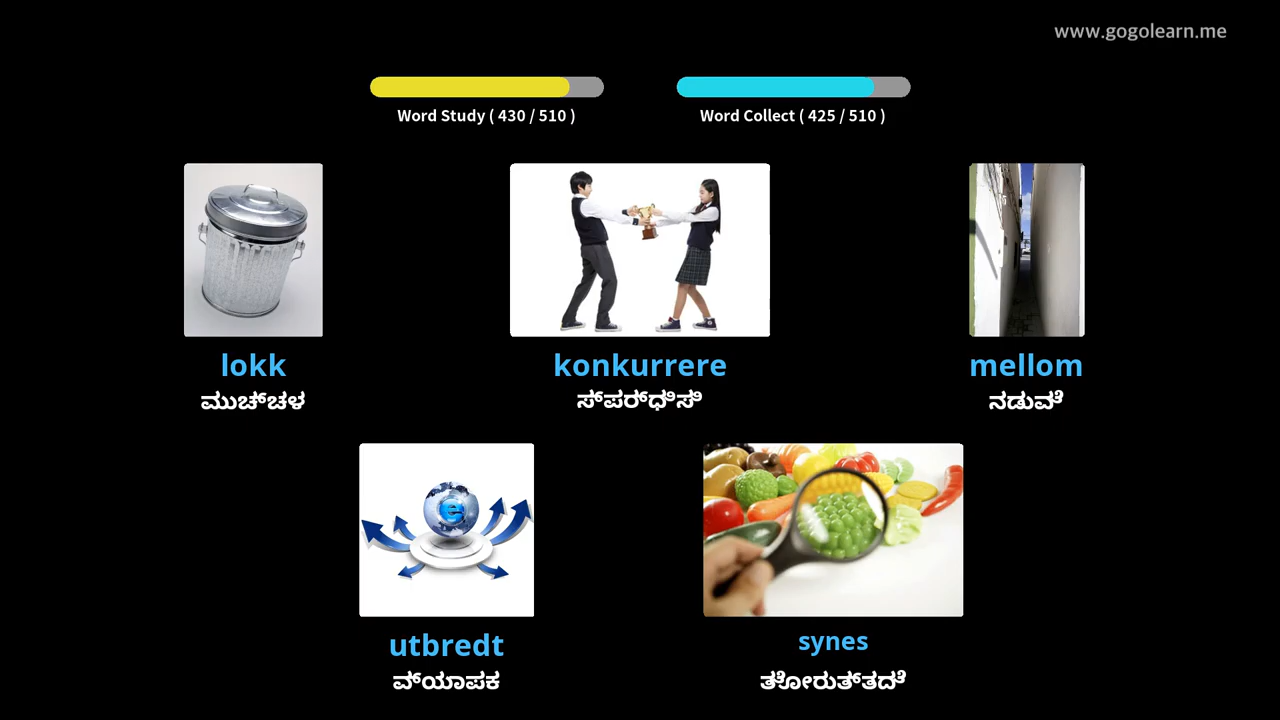 www.gogolearn.me
Word Study ( 430 / 510 )
Word Collect ( 425 / 510 )
lokk
ಮುಚ್ಚಳ
konkurrere
ಸ್ಪರ್ಧಿಸಿ
mellom
ನಡುವೆ
utbredt
ವ್ಯಾಪಕ
synes
ತೋರುತ್ತದೆ